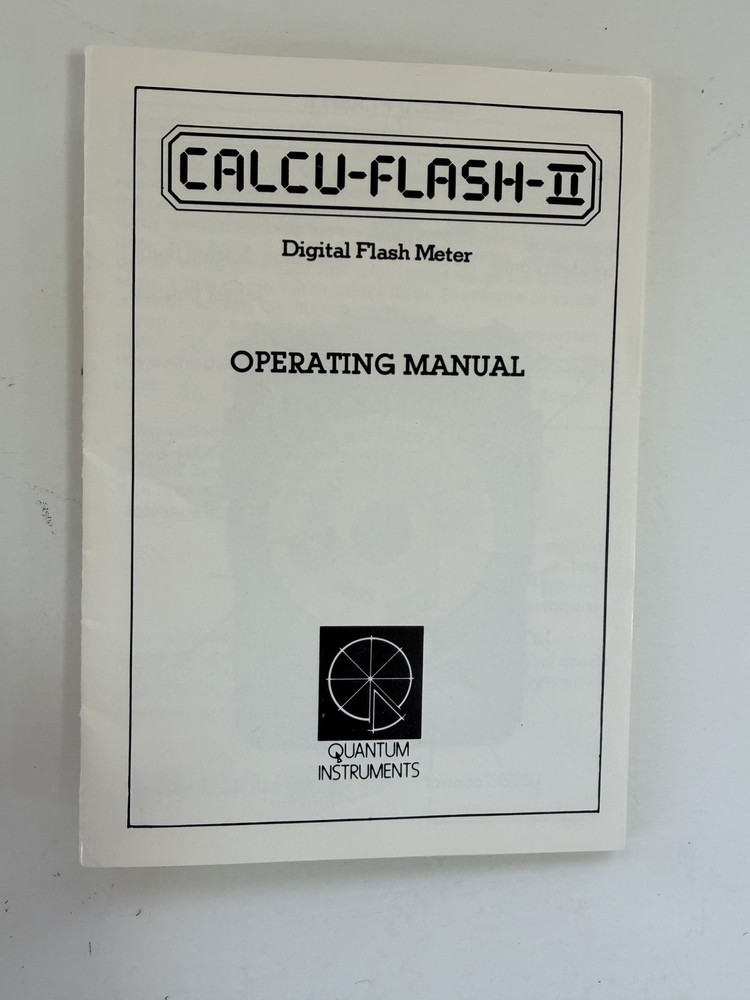 CALCU-FLASH-II
Digital Flash Meter
OPERATING MANUAL
QUANTUM
INSTRUMENTS